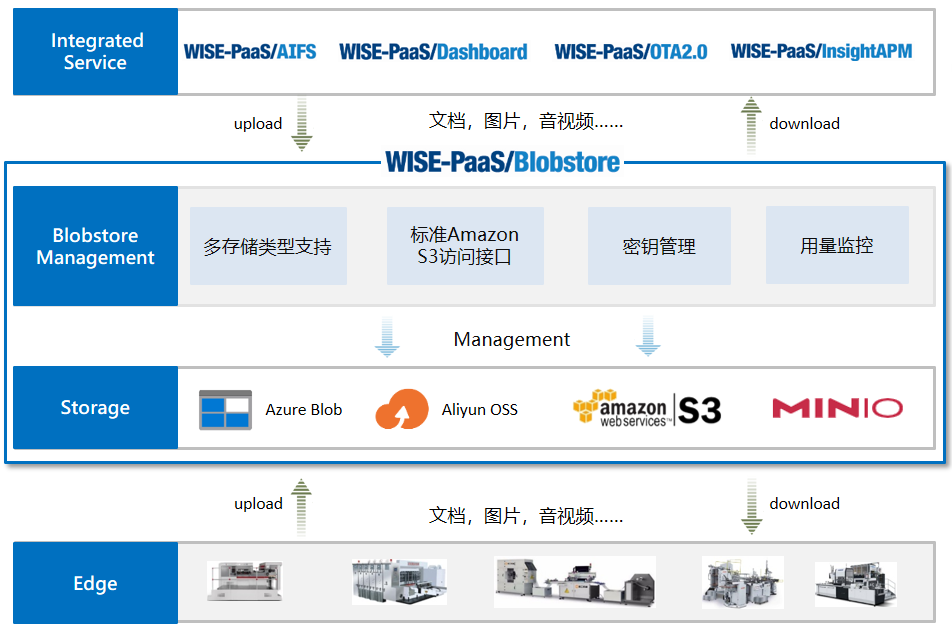 Integrated
Service
WISE-PaaS/AIFS
WISE-PaaS/Dashboard
WISE-PaaS/OTA2.0
WISE-PaaS/InsightAPM
upload
文档，图片，音视频......
download
WISE-PaaS/Blobstore
Blobstore
Management
多存储类型支持
标准Amazon
S3访问接口
密钥管理
用量监控
Management
Storage
Azure Blob
Aliyun OSS
amazon
web services™
S3
MINIO
upload
文档，图片，音视频......
download
Edge